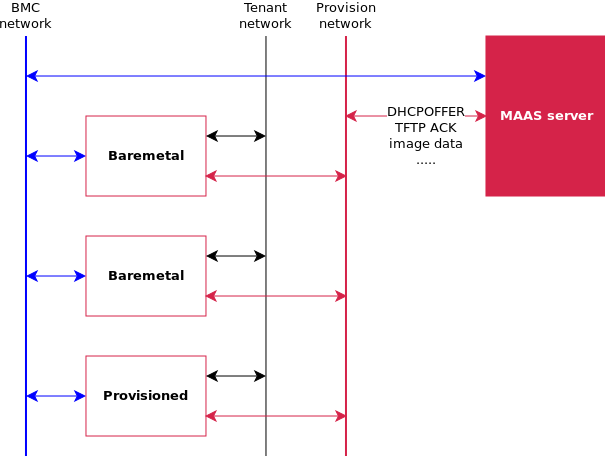 BMC
network
Tenant
network
Provision
network
DHCPOFFER
TFTP ACK
image data
.....
MAAS server
Baremetal
Baremetal
Provisioned